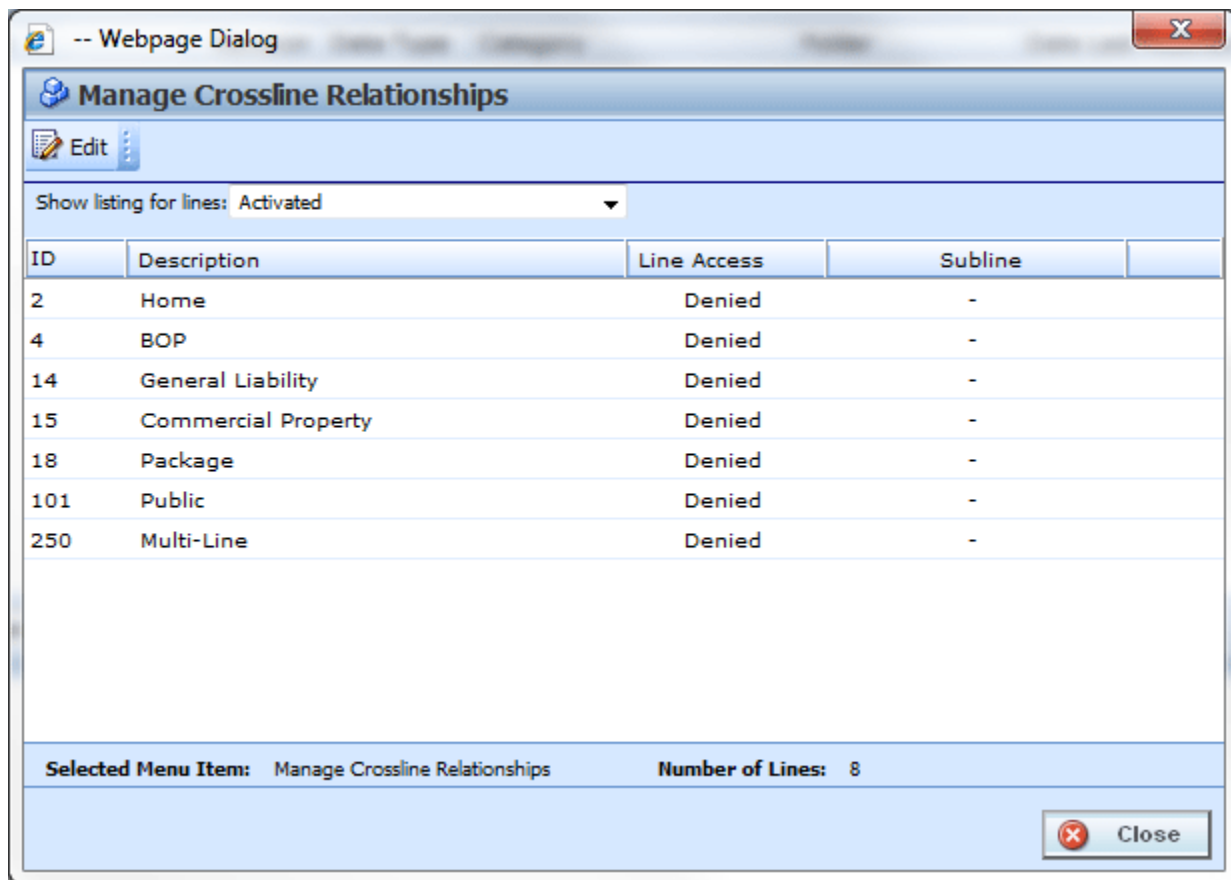 -- Webpage Dialog
Manage Crossline Relationships
Edit
Show listing for lines: Activated
ID Description Line Access Subline
2 Home Denied -
4 BOP Denied -
14 General Liability Denied -
15 Commercial Property Denied -
18 Package Denied -
101 Public Denied -
250 Multi-Line Denied -
Selected Menu Item: Manage Crossline Relationships Number of Lines: 8
Close